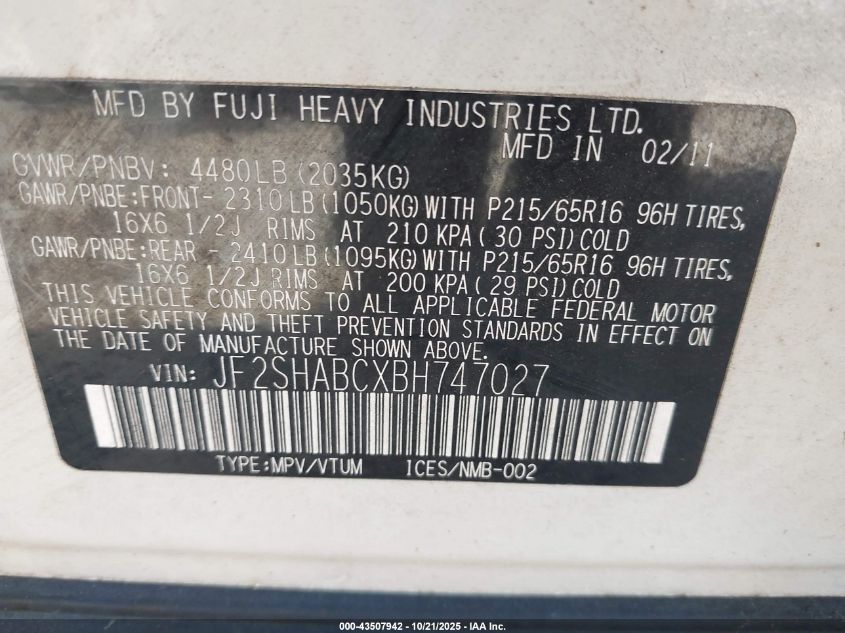 MFD BY FUJI HEAVY INDUSTRIES LTD.
MFD IN 02/11
GVWR/PNBV: 4480LB(2035KG)
GAWR/PNBE:FRONT- 2310LB(1050KG)WITH P215/65R16 96H TIRES,
16X6 1/2J RIMS AT 210 KPA(30 PSI)COLD
GAWR/PNBE:REAR - 2410LB(1095KG)WITH P215/65R16 96H TIRES,
16X6 1/2J RIMS AT 200 KPA(29 PSI)COLD
THIS VEHICLE CONFORMS TO ALL APPLICABLE FEDERAL MOTOR
VEHICLE SAFETY AND THEFT PREVENTION STANDARDS IN EFFECT ON
THE DATE OF MANUFACTURE SHOWN ABOVE.
VIN: JF2SHABCXBH747027
TYPE:MPV/VTUM ICES/NMB-002
000-43507942 - 10/21/2025 - IAA Inc.